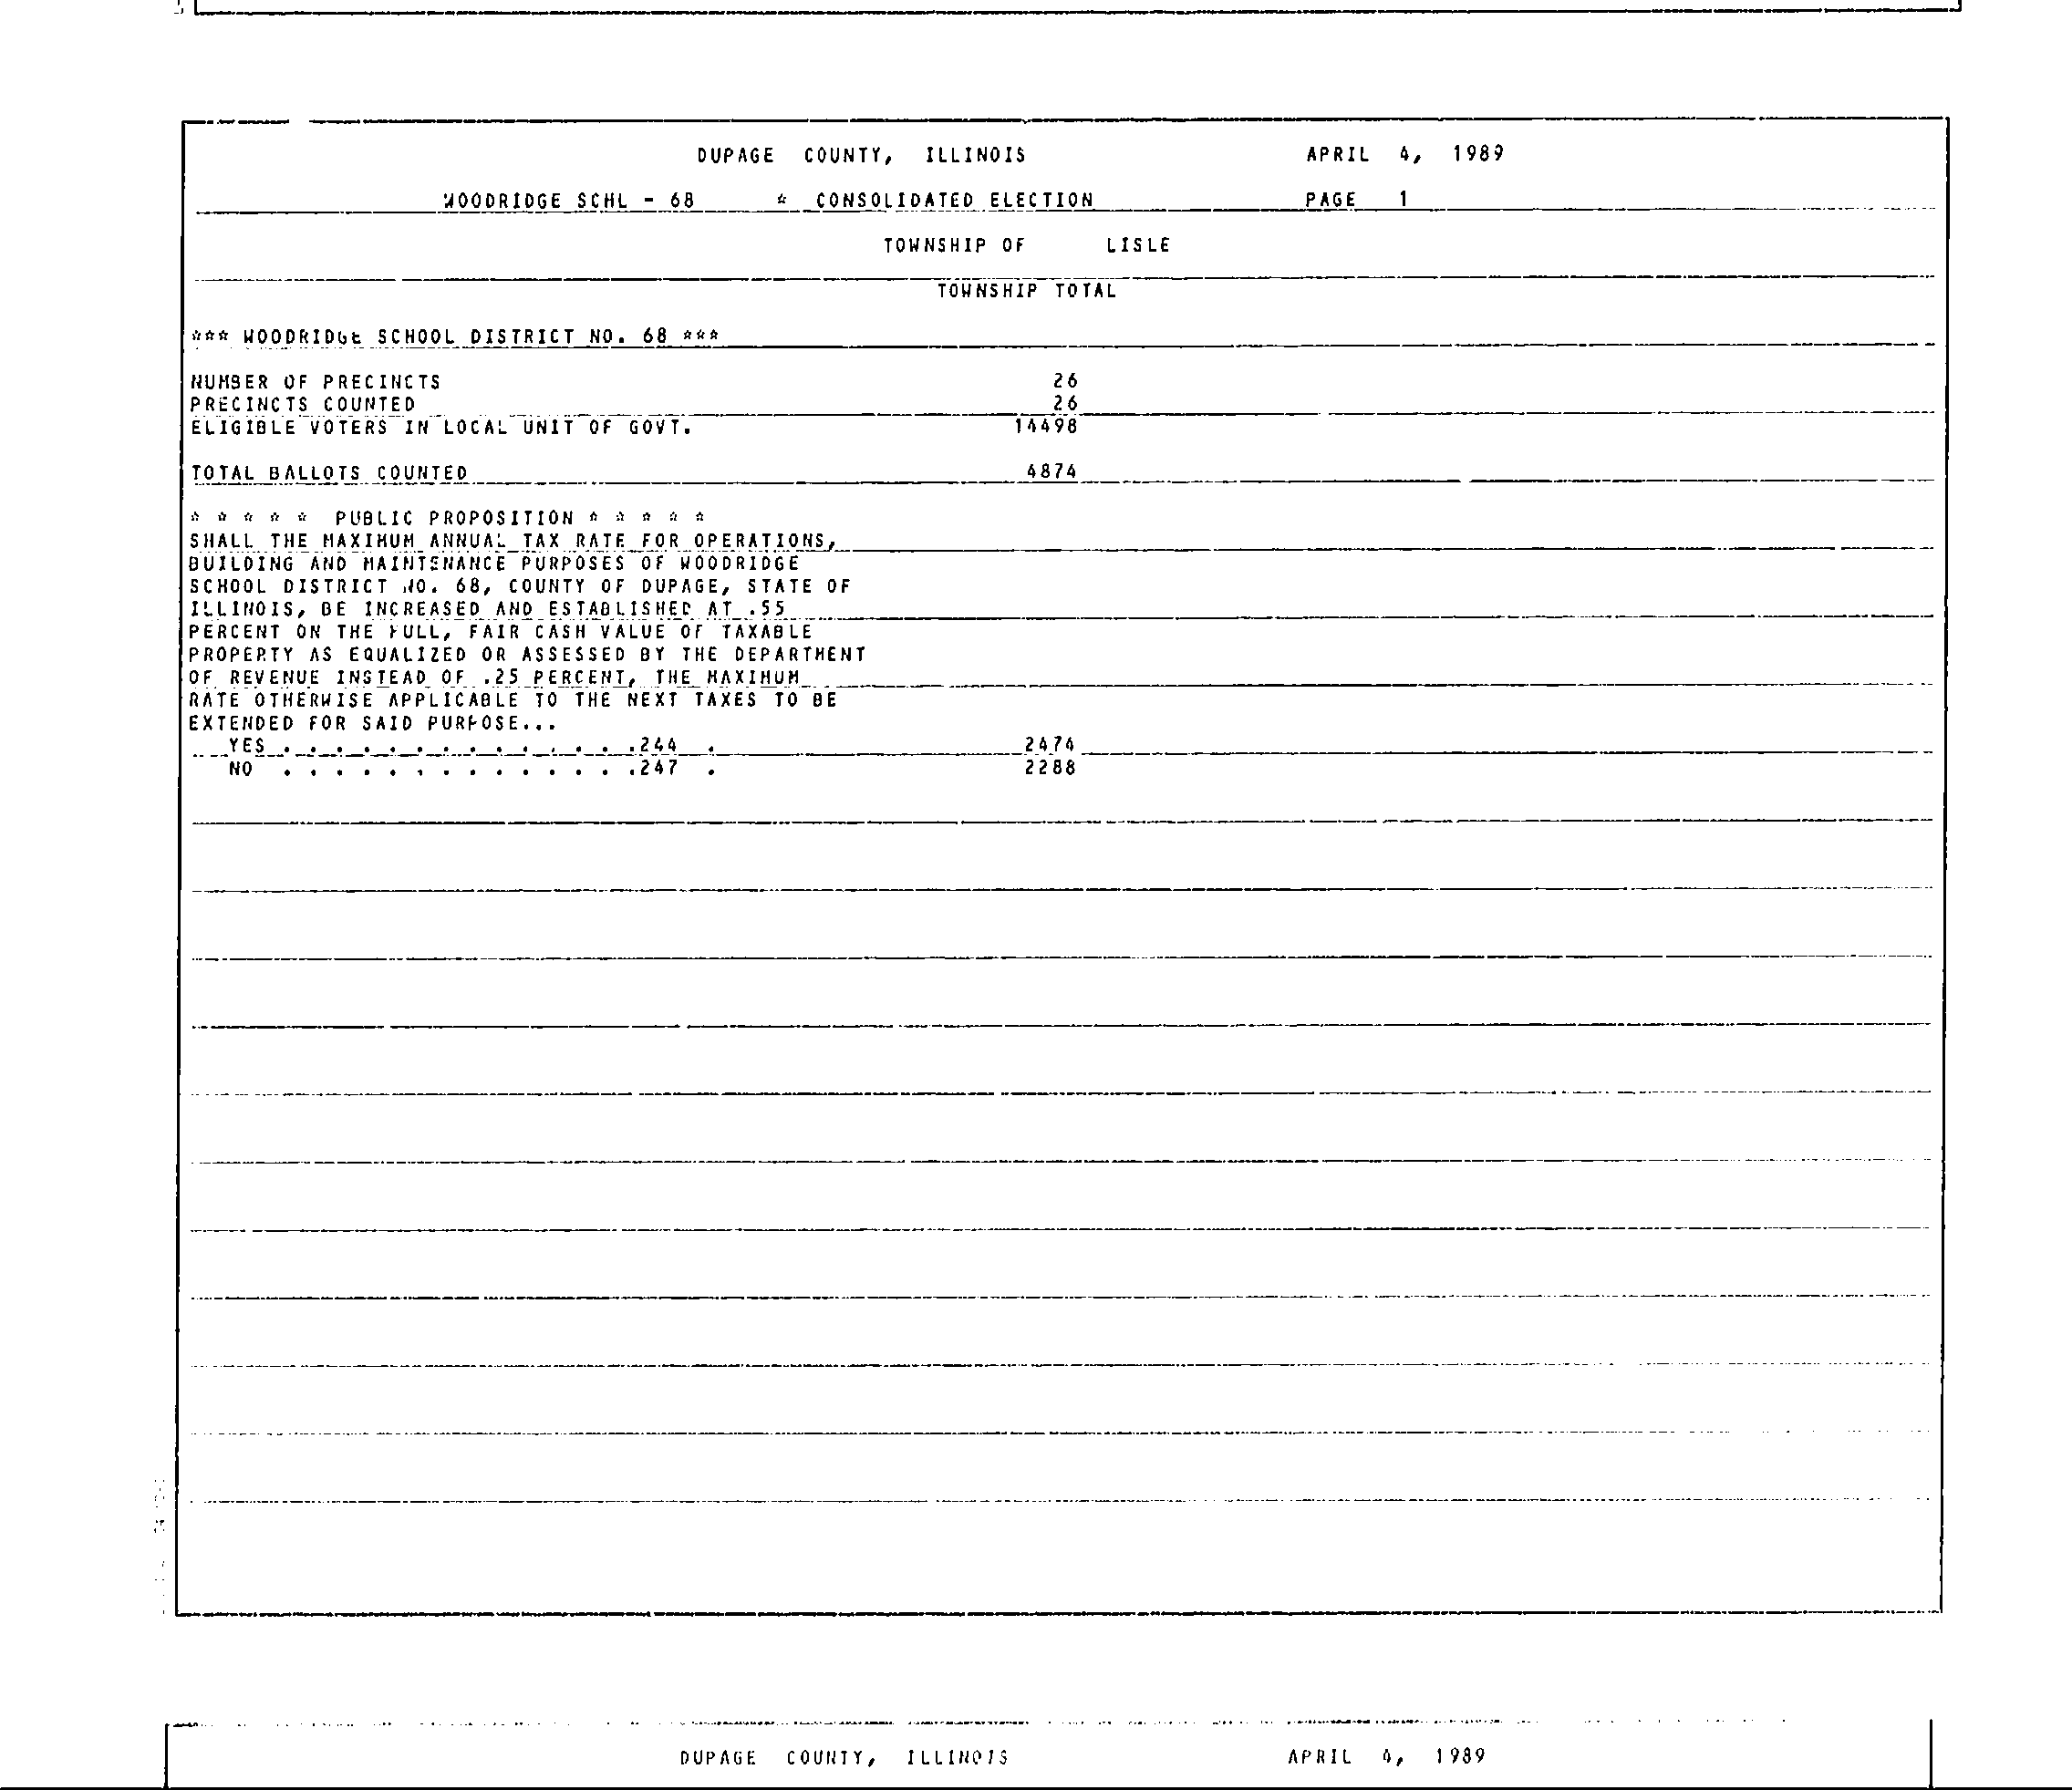 DUPAGE COUNTY, ILLINOIS APRIL 4, 1989
WOODRIDGE SCHL - 68 * CONSOLIDATED ELECTION PAGE 1
TOWNSHIP OF LISLE
TOWNSHIP TOTAL
*** WOODRIDGE SCHOOL DISTRICT NO. 68 ***
NUMBER OF PRECINCTS 26
PRECINCTS COUNTED 26
ELIGIBLE VOTERS IN LOCAL UNIT OF GOVT. 14498
TOTAL BALLOTS COUNTED 4874
* * * * * PUBLIC PROPOSITION * * * * *
SHALL THE MAXIMUM ANNUAL TAX RATE FOR OPERATIONS,
BUILDING AND MAINTENANCE PURPOSES OF WOODRIDGE
SCHOOL DISTRICT NO. 68, COUNTY OF DUPAGE, STATE OF
ILLINOIS, BE INCREASED AND ESTABLISHED AT .55
PERCENT ON THE FULL, FAIR CASH VALUE OF TAXABLE
PROPERTY AS EQUALIZED OR ASSESSED BY THE DEPARTMENT
OF REVENUE INSTEAD OF .25 PERCENT, THE MAXIMUM
RATE OTHERWISE APPLICABLE TO THE NEXT TAXES TO BE
EXTENDED FOR SAID PURPOSE...
YES . . . . . . . . . . . . . .244 . 2474
NO . . . . . . . . . . . . . .247 . 2288
DUPAGE COUNTY, ILLINOIS APRIL 4, 1989